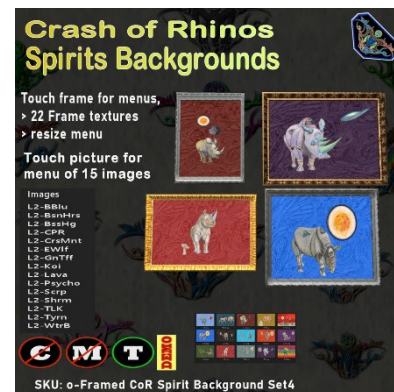 Crash of Rhinos
Spirits Backgrounds
Touch frame for menus,
> 22 Frame textures
> resize menu
Touch picture for
menu of 15 images
Images
L2-BBlu
L2-BsnHrs
L2-BssHg
L2-CPR
L2-CrsMnt
L2-EWlf
L2-GnTff
L2-Koi
L2-Lava
L2-Psycho
L2-Scrp
L2-Shrm
L2-TLK
L2-Tyrn
L2-WtrB
C M T DEMO
SKU: o-Framed CoR Spirit Background Set4